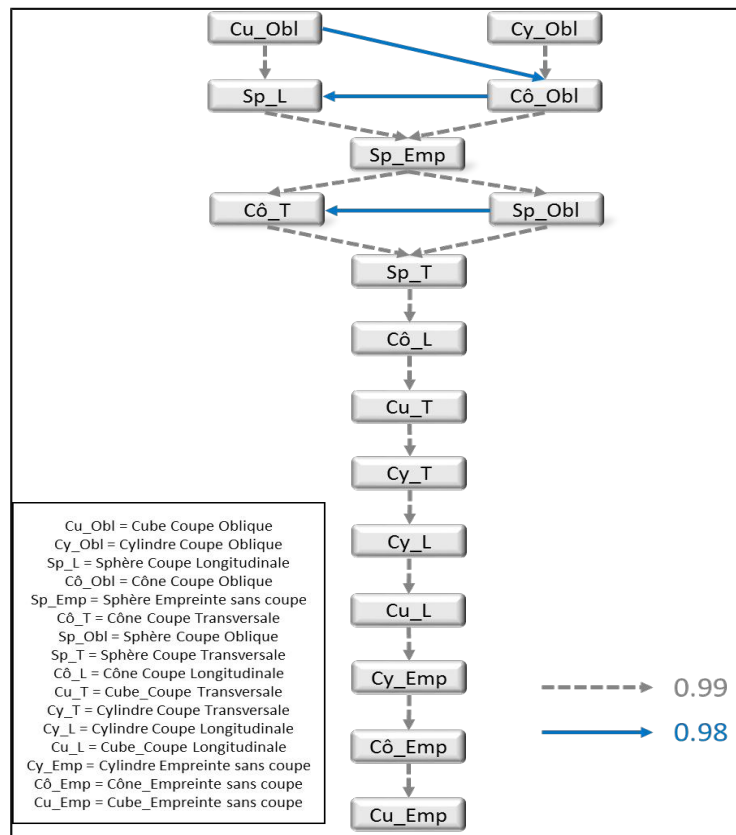 Cu_Obl
Cy_Obl
Sp_L
Cô_Obl
Sp_Emp
Cô_T
Sp_Obl
Sp_T
Cô_L
Cu_T
Cy_T
Cy_L
Cu_L
Cy_Emp
Cô_Emp
Cu_Emp
Cu_Obl = Cube Coupe Oblique
Cy_Obl = Cylindre Coupe Oblique
Sp_L = Sphère Coupe Longitudinale
Cô_Obl = Cône Coupe Oblique
Sp_Emp = Sphère Empreinte sans coupe
Cô_T = Cône Coupe Transversale
Sp_Obl = Sphère Coupe Oblique
Sp_T = Sphère Coupe Transversale
Cô_L = Cône Coupe Longitudinale
Cu_T = Cube_Coupe Transversale
Cy_T = Cylindre Coupe Transversale
Cy_L = Cylindre Coupe Longitudinale
Cu_L = Cube_Coupe Longitudinale
Cy_Emp = Cylindre Empreinte sans coupe
Cô_Emp = Cône_Empreinte sans coupe
Cu_Emp = Cube_Empreinte sans coupe
0.99
0.98